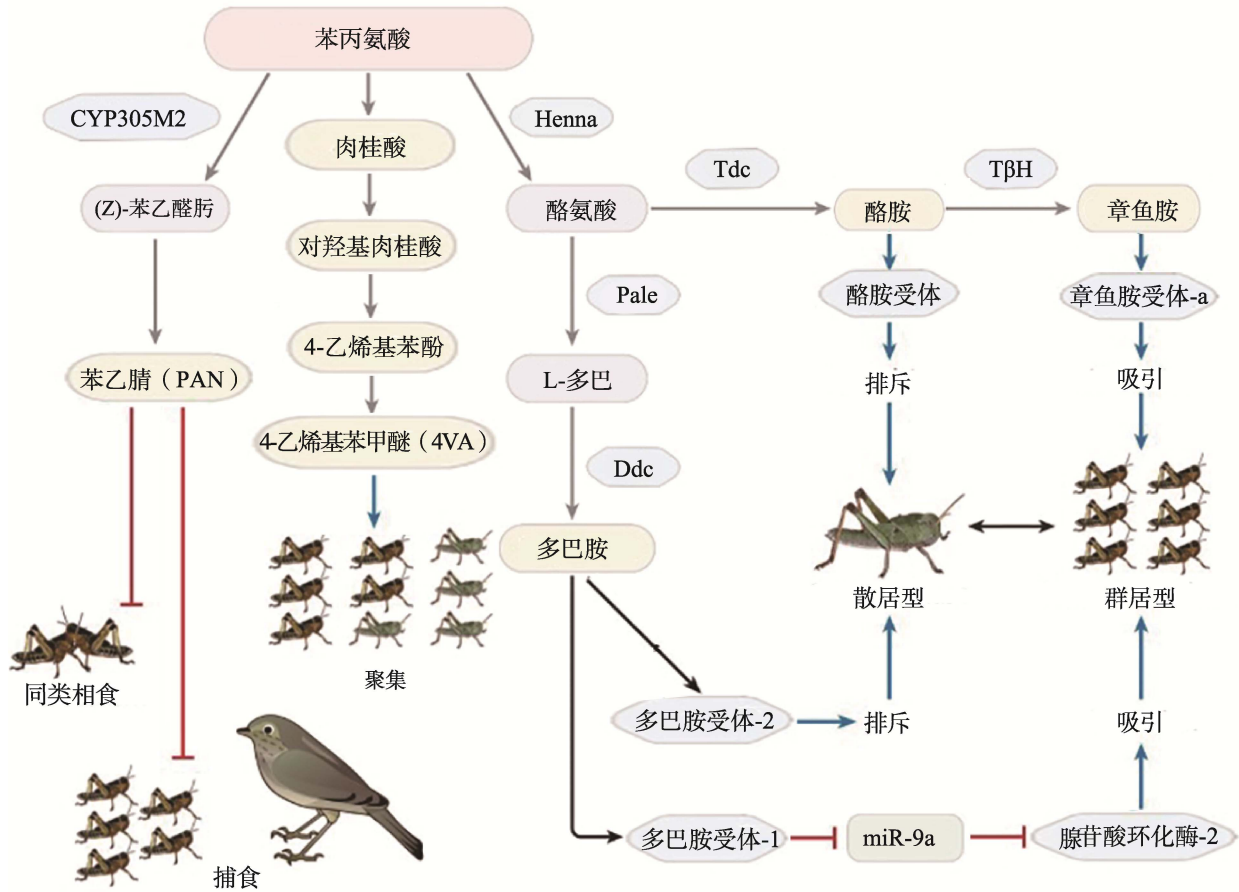 苯丙氨酸
CYP305M2
Henna
肉桂酸
Tdc
TβH
(Z)-苯乙醛肟
酪氨酸
酪胺
章鱼胺
对羟基肉桂酸
Pale
酪胺受体
章鱼胺受体-a
4-乙烯基苯酚
苯乙腈（PAN）
L-多巴
排斥
吸引
4-乙烯基苯甲醚（4VA）
Ddc
多巴胺
散居型
群居型
聚集
同类相食
多巴胺受体-2
排斥
吸引
多巴胺受体-1
miR-9a
腺苷酸环化酶-2
捕食